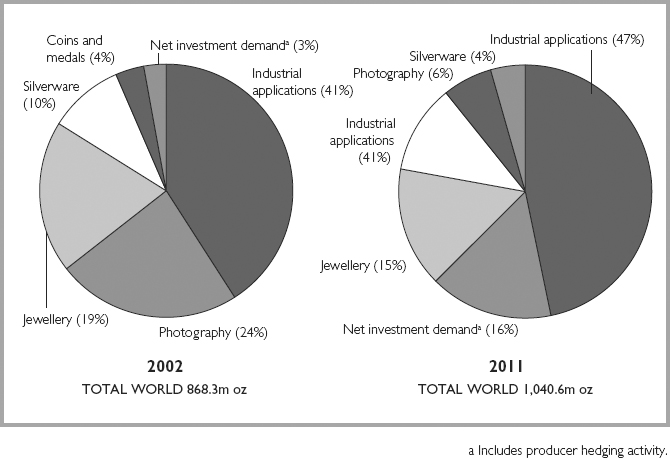 Coins and
medals (4%)
Net investment demandᵃ (3%)
Silverware
(10%)
Industrial
applications (41%)
Jewellery (19%)
Photography (24%)
2002
TOTAL WORLD 868.3m oz
Industrial applications (47%)
Silverware (4%)
Photography (6%)
Industrial
applications
(41%)
Jewellery (15%)
Net investment demandᵃ (16%)
2011
TOTAL WORLD 1,040.6m oz
a Includes producer hedging activity.